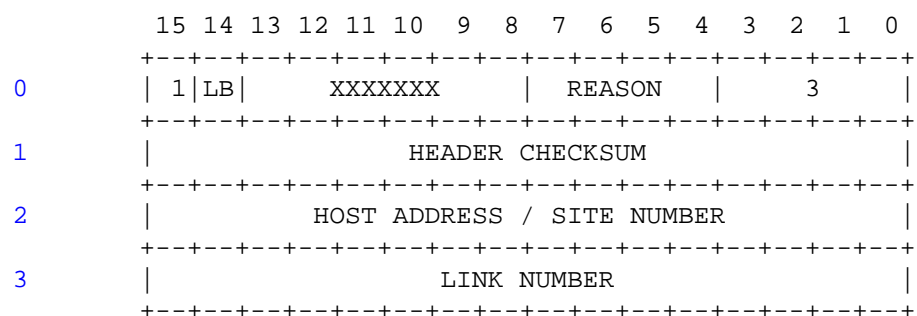 15 14 13 12 11 10 9 8 7 6 5 4 3 2 1 0
+--+--+--+--+--+--+--+--+--+--+--+--+--+--+--+--+
0 | 1|LB| XXXXXXX | REASON | 3 |
+--+--+--+--+--+--+--+--+--+--+--+--+--+--+--+--+
1 | HEADER CHECKSUM |
+--+--+--+--+--+--+--+--+--+--+--+--+--+--+--+--+
2 | HOST ADDRESS / SITE NUMBER |
+--+--+--+--+--+--+--+--+--+--+--+--+--+--+--+--+
3 | LINK NUMBER |
+--+--+--+--+--+--+--+--+--+--+--+--+--+--+--+--+